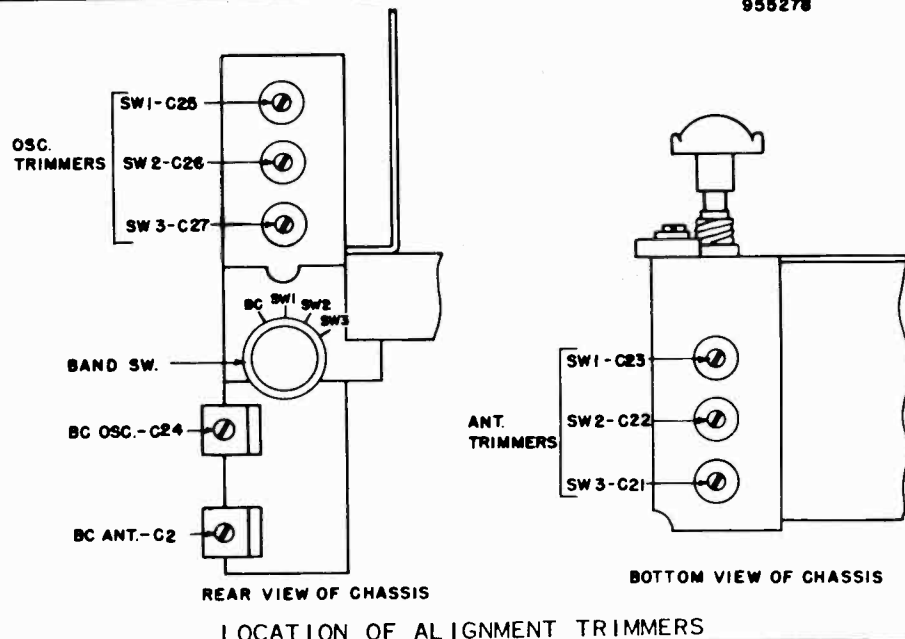 955278
SW1-C25
OSC.
TRIMMERS
SW2-C26
SW3-C27
BC SW1 SW2 SW3
BAND SW.
BC OSC.-C24
BC ANT.-C2
REAR VIEW OF CHASSIS
SW1-C23
ANT.
TRIMMERS
SW2-C22
SW3-C21
BOTTOM VIEW OF CHASSIS
LOCATION OF ALIGNMENT TRIMMERS